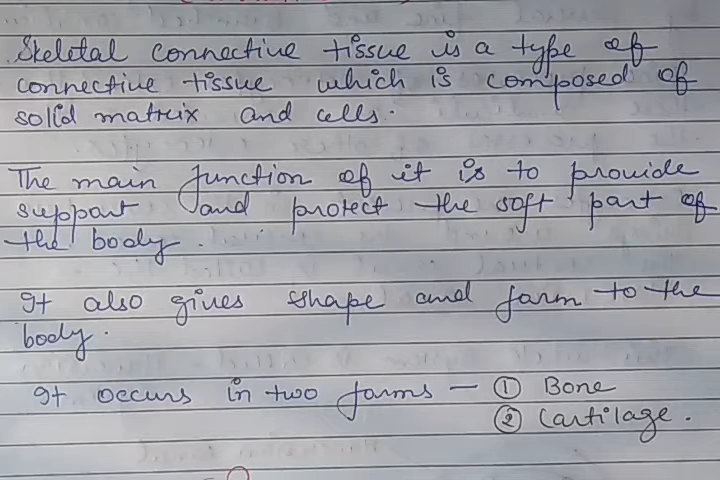 Skeletal connective tissue is a type of
connective tissue which is composed of
solid matrix and cells.
The main function of it is to provide
support and protect the soft part of
the body.
It also gives shape and form to the
body.
It occurs in two forms — ① Bone
② Cartilage.